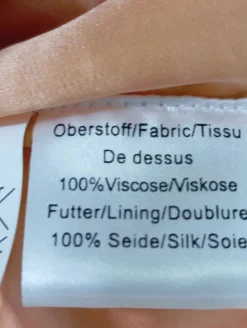 Oberstoff/Fabric/Tissu
De dessus
100%Viscose/Viskose
Futter/Lining/Doublure
100% Seide/Silk/Soie